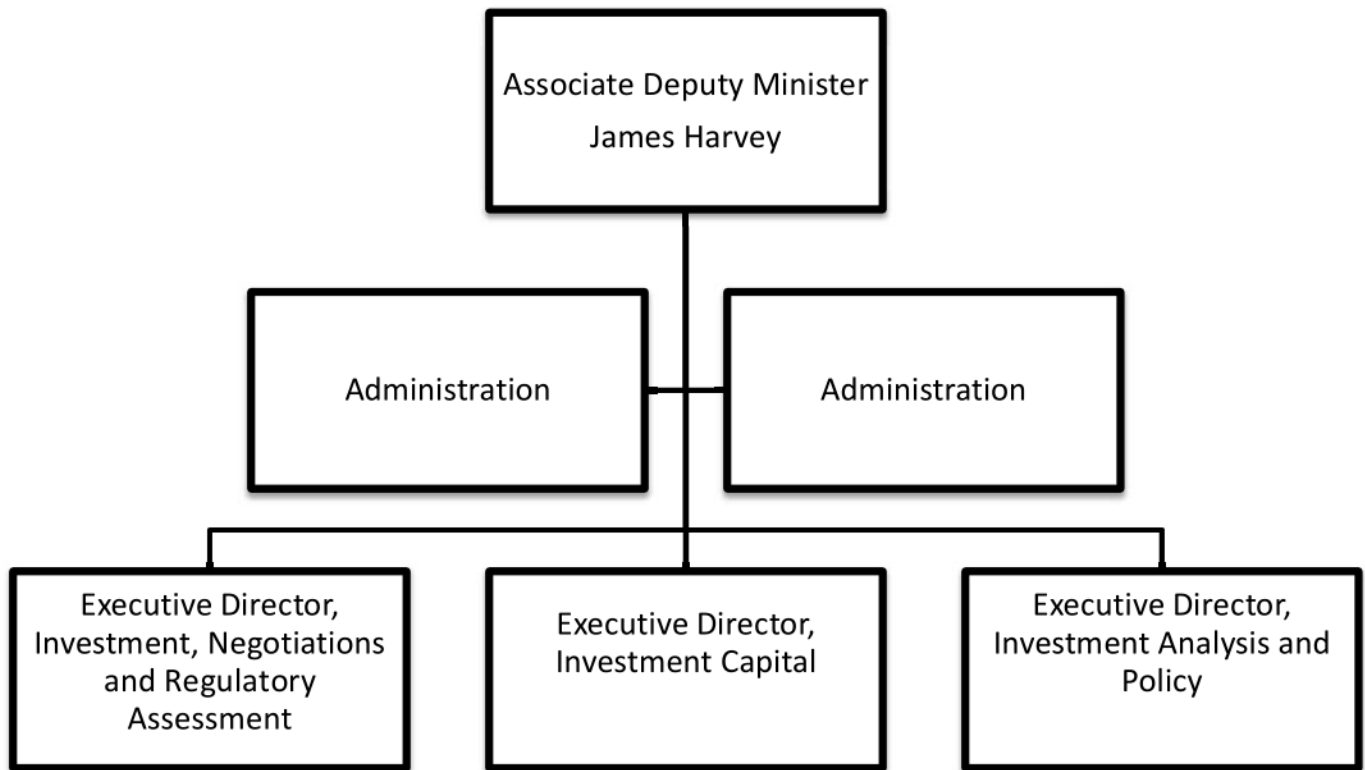 Associate Deputy Minister
James Harvey
Administration
Administration
Executive Director,
Investment, Negotiations
and Regulatory
Assessment
Executive Director,
Investment Capital
Executive Director,
Investment Analysis and
Policy